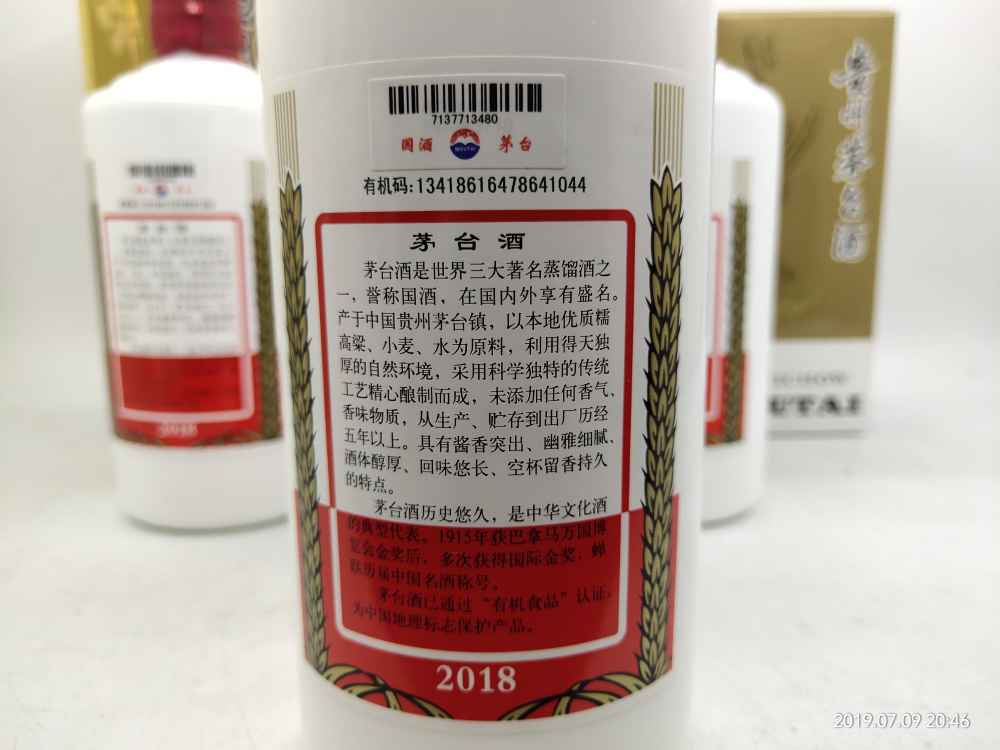 7137713480
国酒 MOUTAI 茅台
有机码:13418616478641044
茅台酒
茅台酒是世界三大著名蒸馏酒之
一，誉称国酒，在国内外享有盛名。
产于中国贵州茅台镇，以本地优质糯
高粱、小麦、水为原料，利用得天独
厚的自然环境，采用科学独特的传统
工艺精心酿制而成，未添加任何香气、
香味物质，从生产、贮存到出厂历经
五年以上。具有酱香突出、幽雅细腻、
酒体醇厚、回味悠长、空杯留香持久
的特点。
茅台酒历史悠久，是中华文化酒
的典型代表。1915年获巴拿马万国博
览会金奖后，多次获得国际金奖，蝉
联历届中国名酒称号。
茅台酒已通过“有机食品”认证，
为中国地理标志保护产品。
2018
2018
贵州茅台酒
UTAI
2019.07.09 20:46